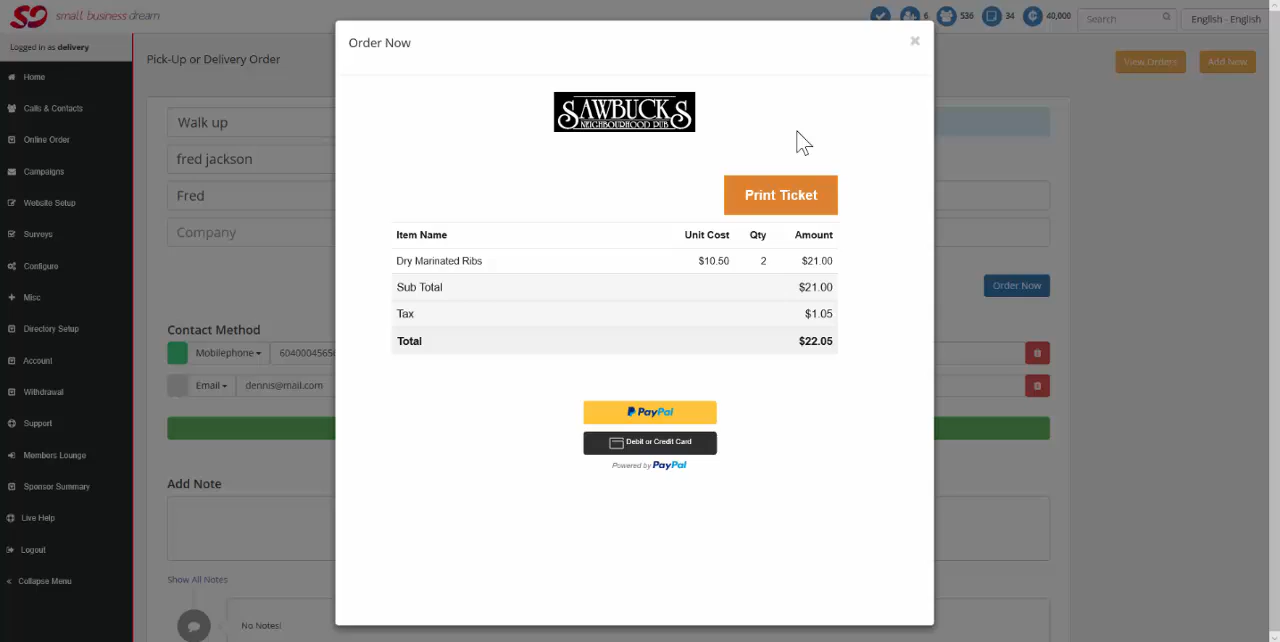 small business dream
6
536
34
40,000
Search
English - English
Logged in as delivery
Home
Calls & Contacts
Online Order
Campaigns
Website Setup
Surveys
Configure
Misc
Directory Setup
Account
Withdrawal
Support
Members Lounge
Sponsor Summary
Live Help
Logout
Collapse Menu
Pick-Up or Delivery Order
View Orders
Add New
Walk up
fred jackson
Fred
Company
Order Now
Contact Method
Mobilephone
Email
dennis@mail.com
Add Note
Show All Notes
No Notes!
Order Now
SAWBUCKS
NEIGHBOURHOOD PUB
Print Ticket
Item Name Unit Cost Qty Amount
Dry Marinated Ribs $10.50 2 $21.00
Sub Total $21.00
Tax $1.05
Total $22.05
PayPal
Debit or Credit Card
Powered by PayPal